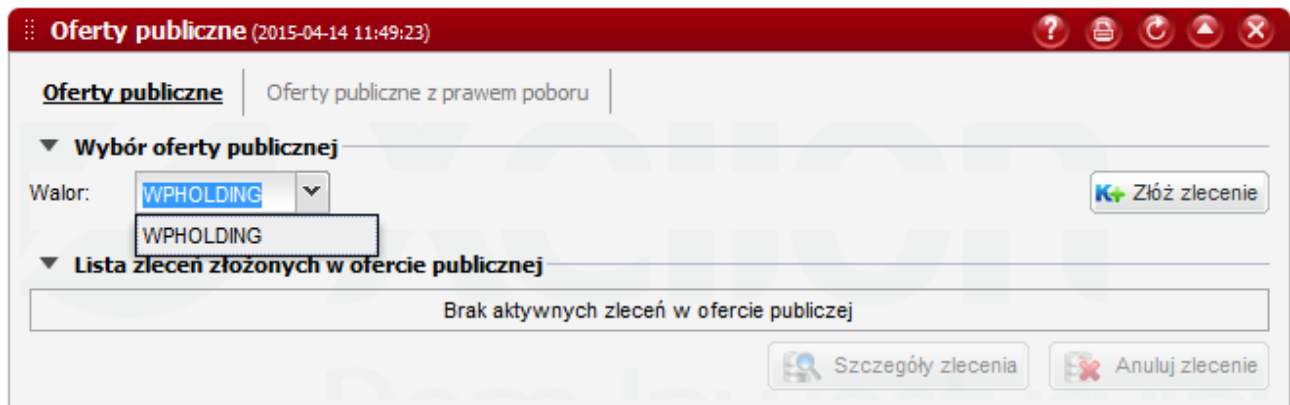 Oferty publiczne (2015-04-14 11:49:23)
Oferty publiczne Oferty publiczne z prawem poboru
Wybór oferty publicznej
Walor: WPHOLDING K+ Złóż zlecenie
WPHOLDING
Lista zleceń złożonych w ofercie publicznej
Brak aktywnych zleceń w ofercie publiczej
Szczegóły zlecenia Anuluj zlecenie